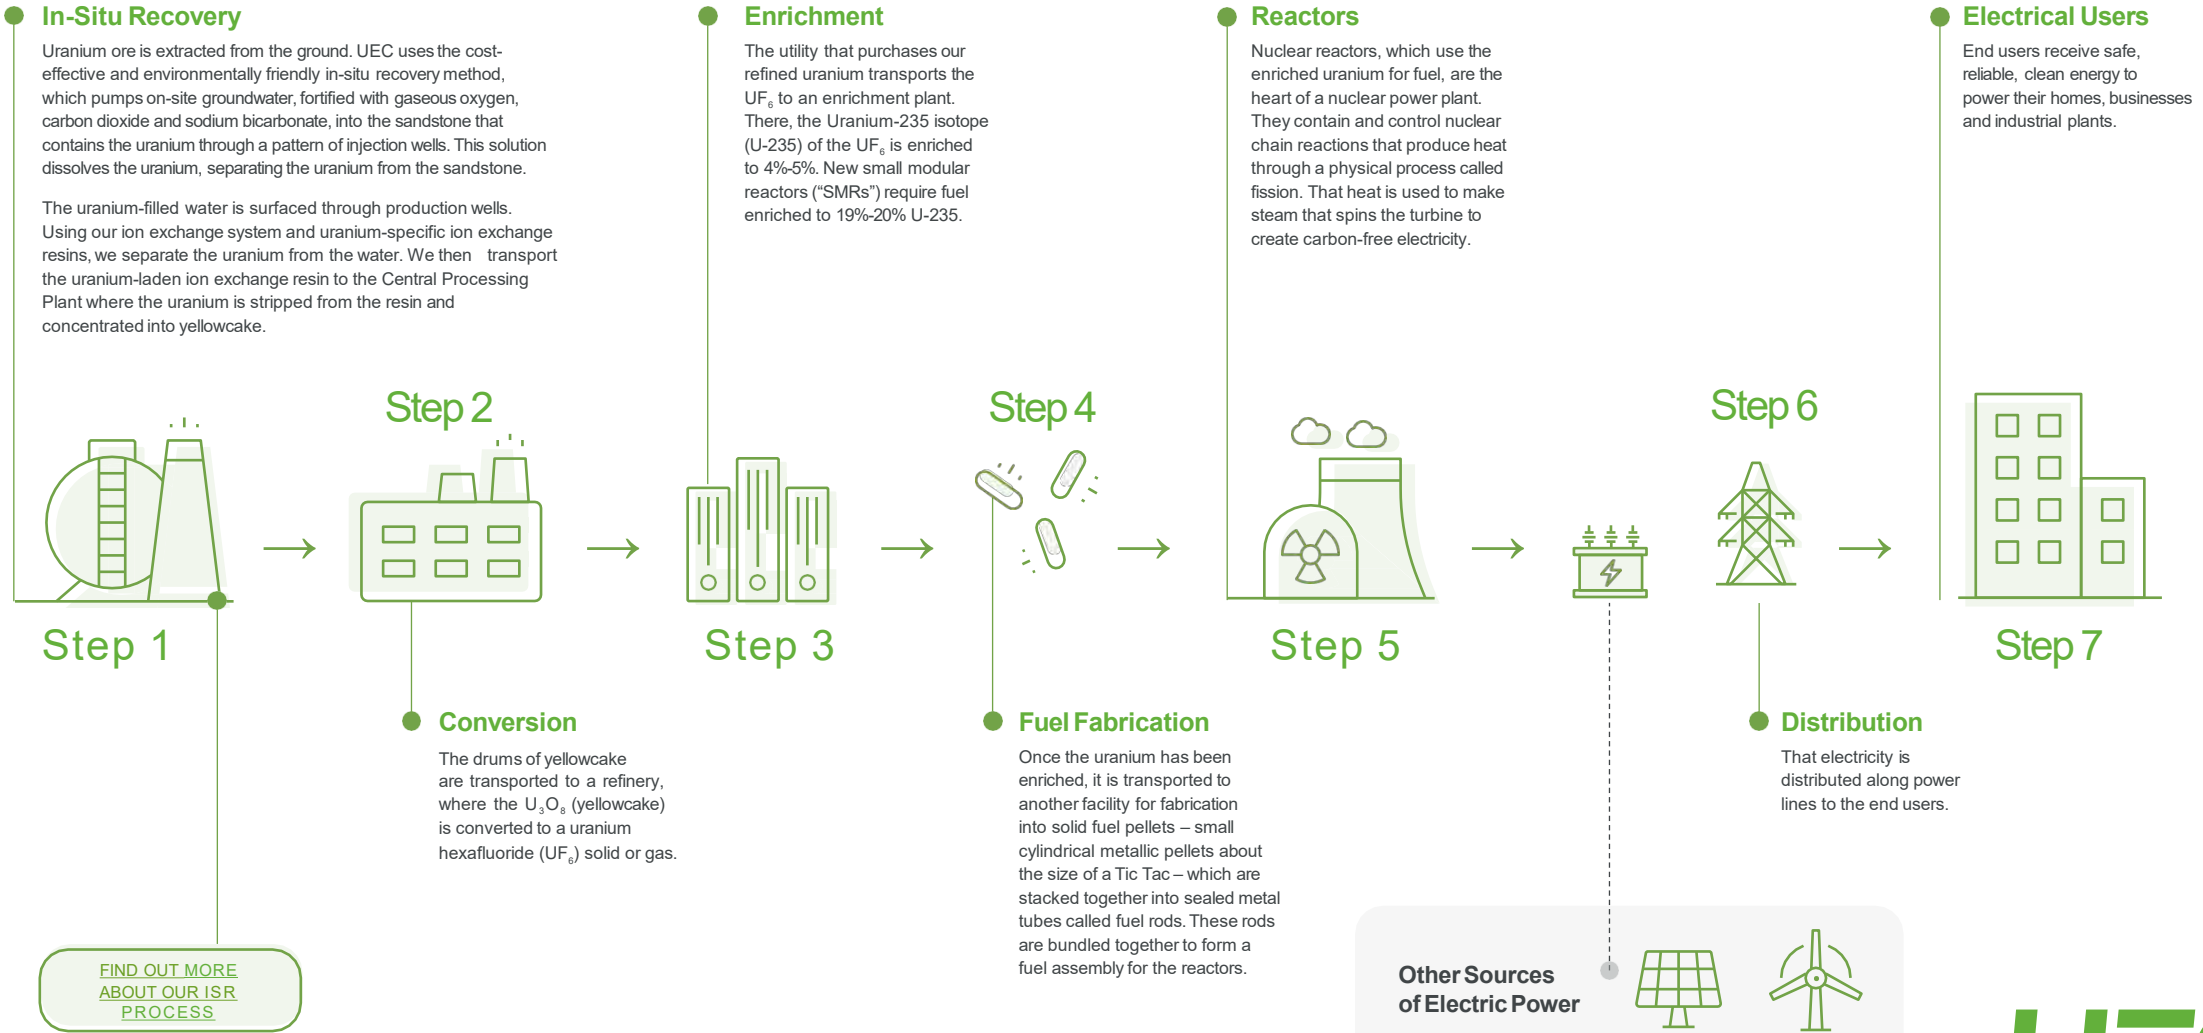 In-Situ Recovery
Uranium ore is extracted from the ground. UEC uses the cost-
effective and environmentally friendly in-situ recovery method,
which pumps on-site groundwater, fortified with gaseous oxygen,
carbon dioxide and sodium bicarbonate, into the sandstone that
contains the uranium through a pattern of injection wells. This solution
dissolves the uranium, separating the uranium from the sandstone.
The uranium-filled water is surfaced through production wells.
Using our ion exchange system and uranium-specific ion exchange
resins, we separate the uranium from the water. We then transport
the uranium-laden ion exchange resin to the Central Processing
Plant where the uranium is stripped from the resin and
concentrated into yellowcake.
Enrichment
The utility that purchases our
refined uranium transports the
UF₆ to an enrichment plant.
There, the Uranium-235 isotope
(U-235) of the UF₆ is enriched
to 4%-5%. New small modular
reactors (“SMRs”) require fuel
enriched to 19%-20% U-235.
Reactors
Nuclear reactors, which use the
enriched uranium for fuel, are the
heart of a nuclear power plant.
They contain and control nuclear
chain reactions that produce heat
through a physical process called
fission. That heat is used to make
steam that spins the turbine to
create carbon-free electricity.
Electrical Users
End users receive safe,
reliable, clean energy to
power their homes, businesses
and industrial plants.
Step 2
Step 4
Step 6
Step 1
Step 3
Step 5
Step 7
Conversion
The drums of yellowcake
are transported to a refinery,
where the U₃O₈ (yellowcake)
is converted to a uranium
hexafluoride (UF₆) solid or gas.
Fuel Fabrication
Once the uranium has been
enriched, it is transported to
another facility for fabrication
into solid fuel pellets – small
cylindrical metallic pellets about
the size of a Tic Tac – which are
stacked together into sealed metal
tubes called fuel rods. These rods
are bundled together to form a
fuel assembly for the reactors.
Distribution
That electricity is
distributed along power
lines to the end users.
FIND OUT MORE
ABOUT OUR ISR
PROCESS
Other Sources
of Electric Power